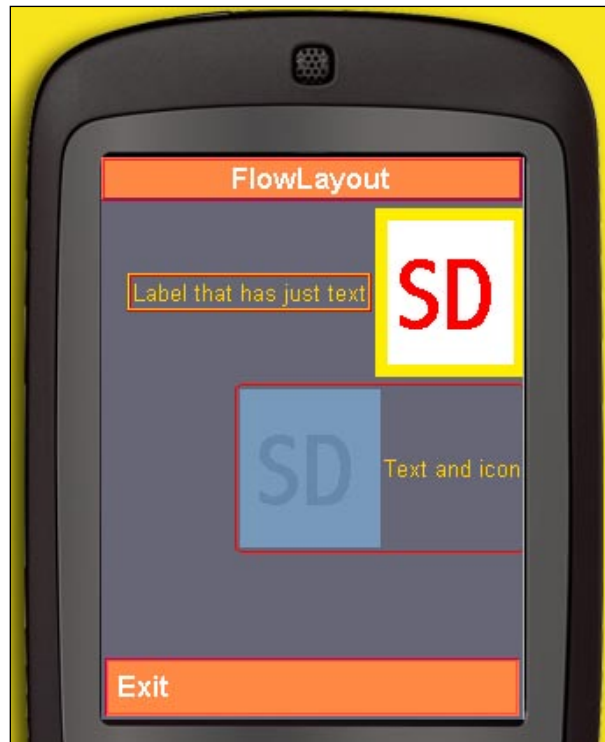 FlowLayout
Label that has just text
SD
SD
Text and icon
Exit